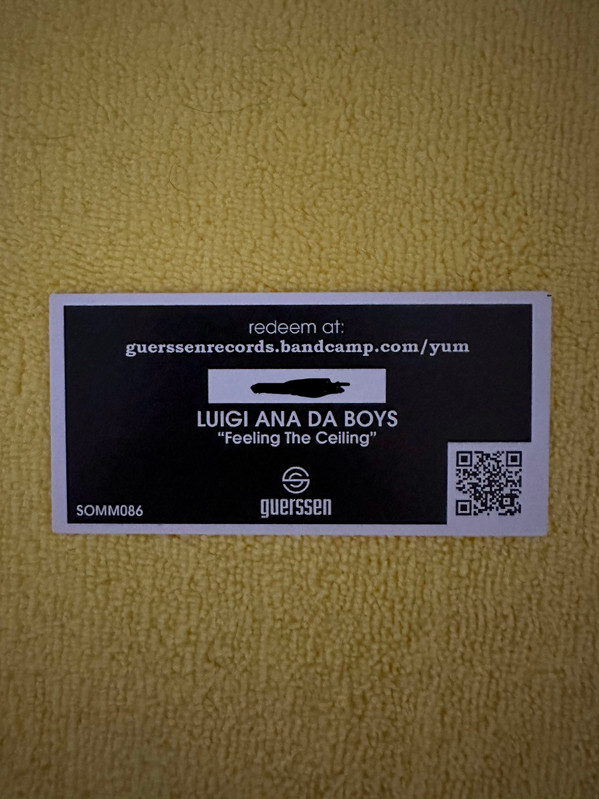 redeem at:
guerssenrecords.bandcamp.com/yum
LUIGI ANA DA BOYS
“Feeling The Ceiling”
guerssen
SOMM086